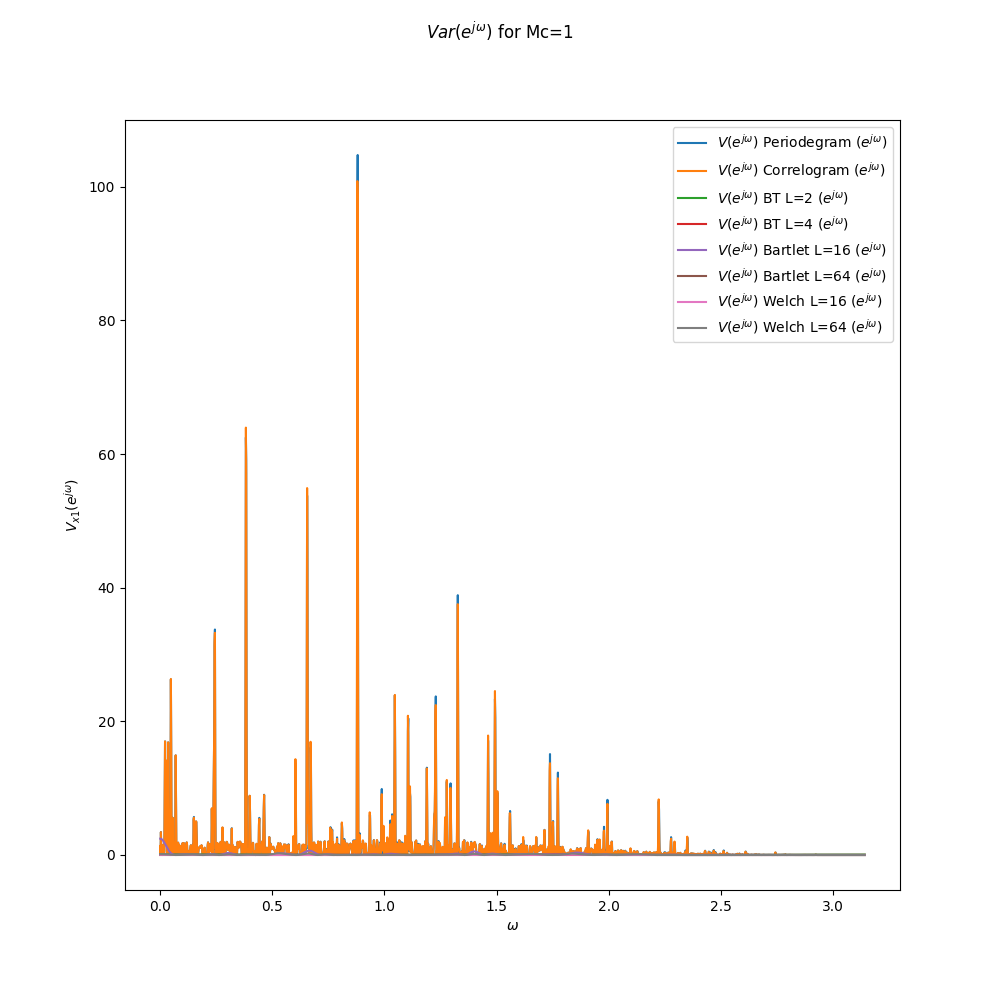 Var(e^{jω}) for Mc=1
V(e^{jω}) Periodegram (e^{jω})
V(e^{jω}) Correlogram (e^{jω})
V(e^{jω}) BT L=2 (e^{jω})
V(e^{jω}) BT L=4 (e^{jω})
V(e^{jω}) Bartlet L=16 (e^{jω})
V(e^{jω}) Bartlet L=64 (e^{jω})
V(e^{jω}) Welch L=16 (e^{jω})
V(e^{jω}) Welch L=64 (e^{jω})
V_{x1}(e^{jω})
100
80
60
40
20
0
0.0 0.5 1.0 1.5 2.0 2.5 3.0
ω